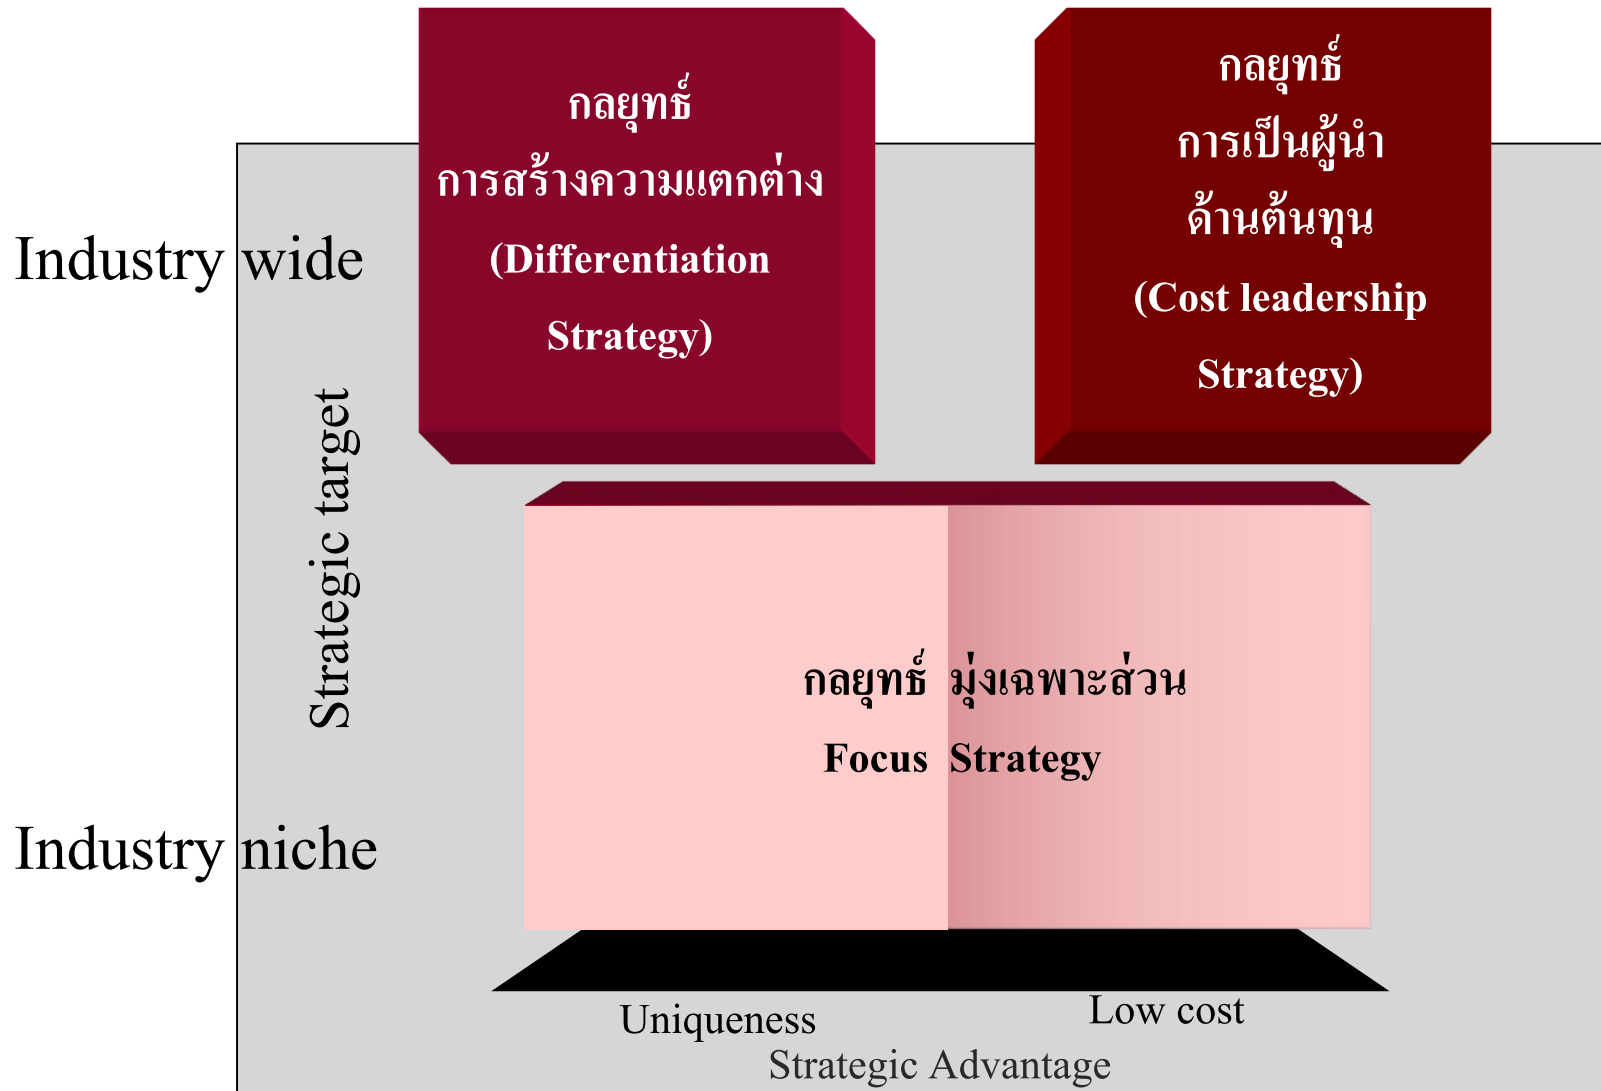 กลยุทธ์
การสร้างความแตกต่าง
(Differentiation
Strategy)
กลยุทธ์
การเป็นผู้นำ
ด้านต้นทุน
(Cost leadership
Strategy)
Industry wide
Strategic target
กลยุทธ์ มุ่งเฉพาะส่วน
Focus Strategy
Industry niche
Uniqueness
Low cost
Strategic Advantage